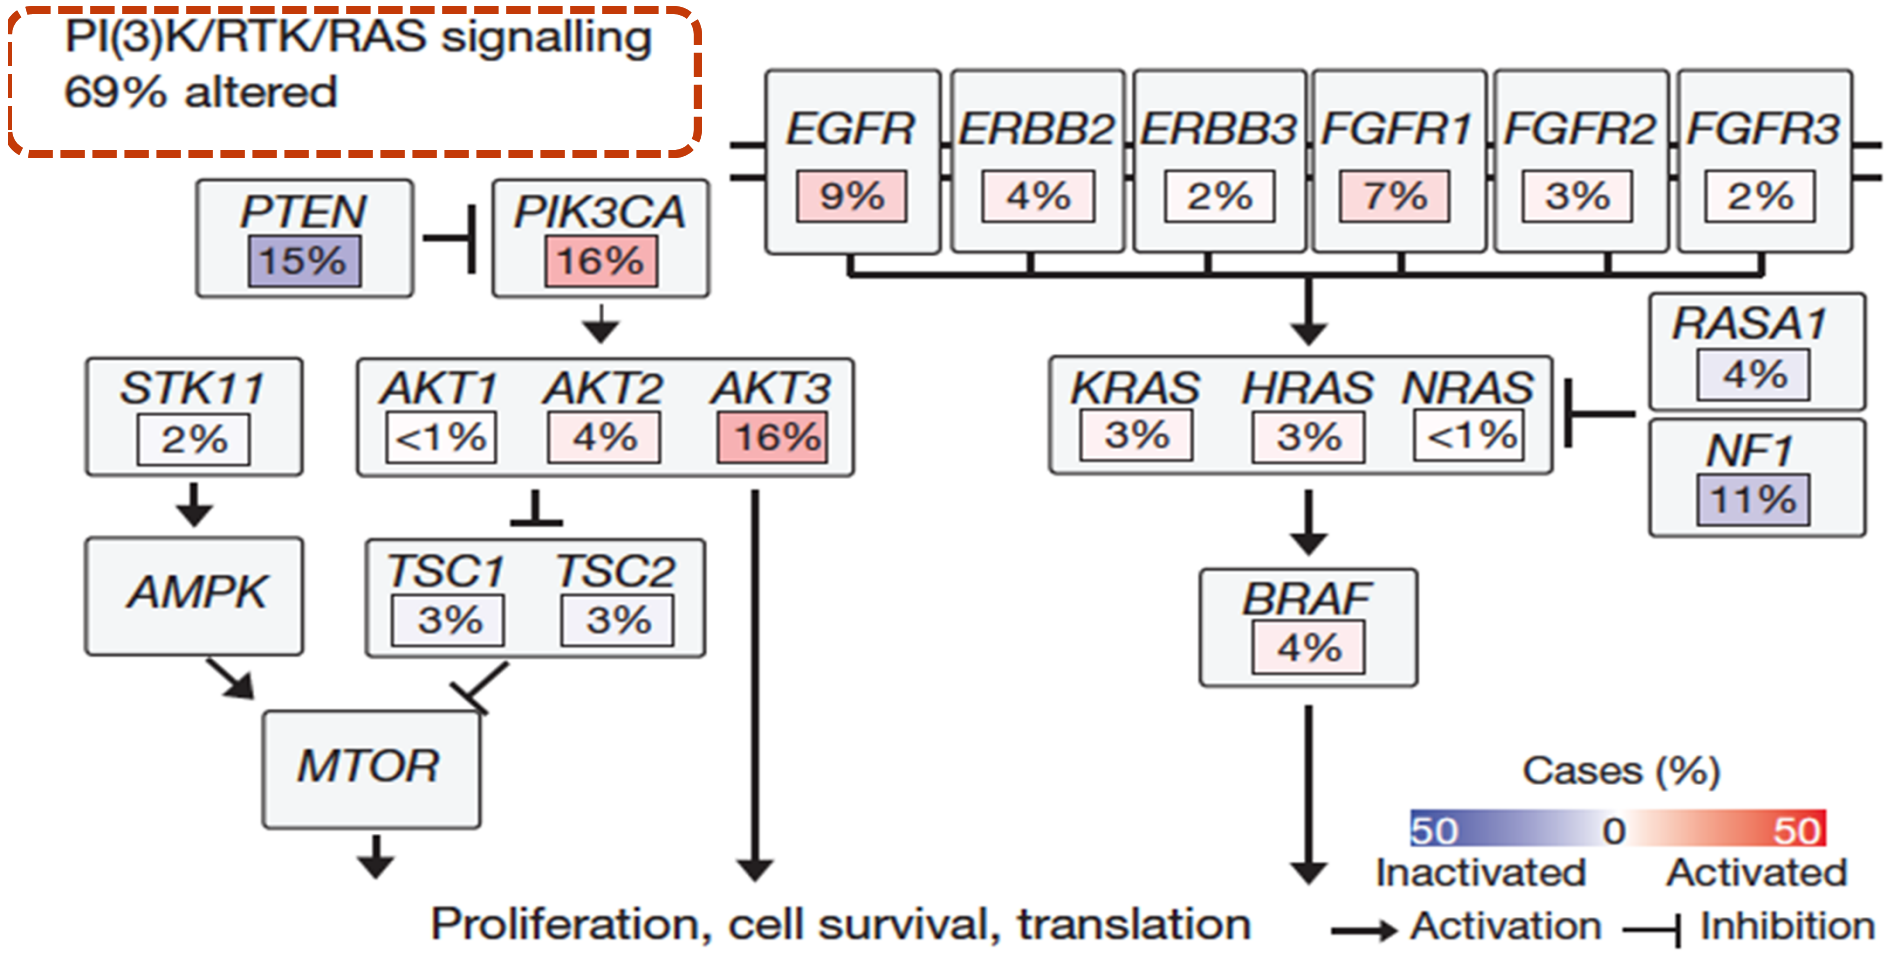 PI(3)K/RTK/RAS signalling
69% altered
EGFR ERBB2 ERBB3 FGFR1 FGFR2 FGFR3
9% 4% 2% 7% 3% 2%
PTEN PIK3CA
15% 16%
RASA1
4%
STK11 AKT1 AKT2 AKT3 KRAS HRAS NRAS
2% <1% 4% 16% 3% 3% <1%
NF1
11%
AMPK TSC1 TSC2
3% 3%
BRAF
4%
MTOR
Cases (%)
50 0 50
Inactivated Activated
Proliferation, cell survival, translation
Activation Inhibition